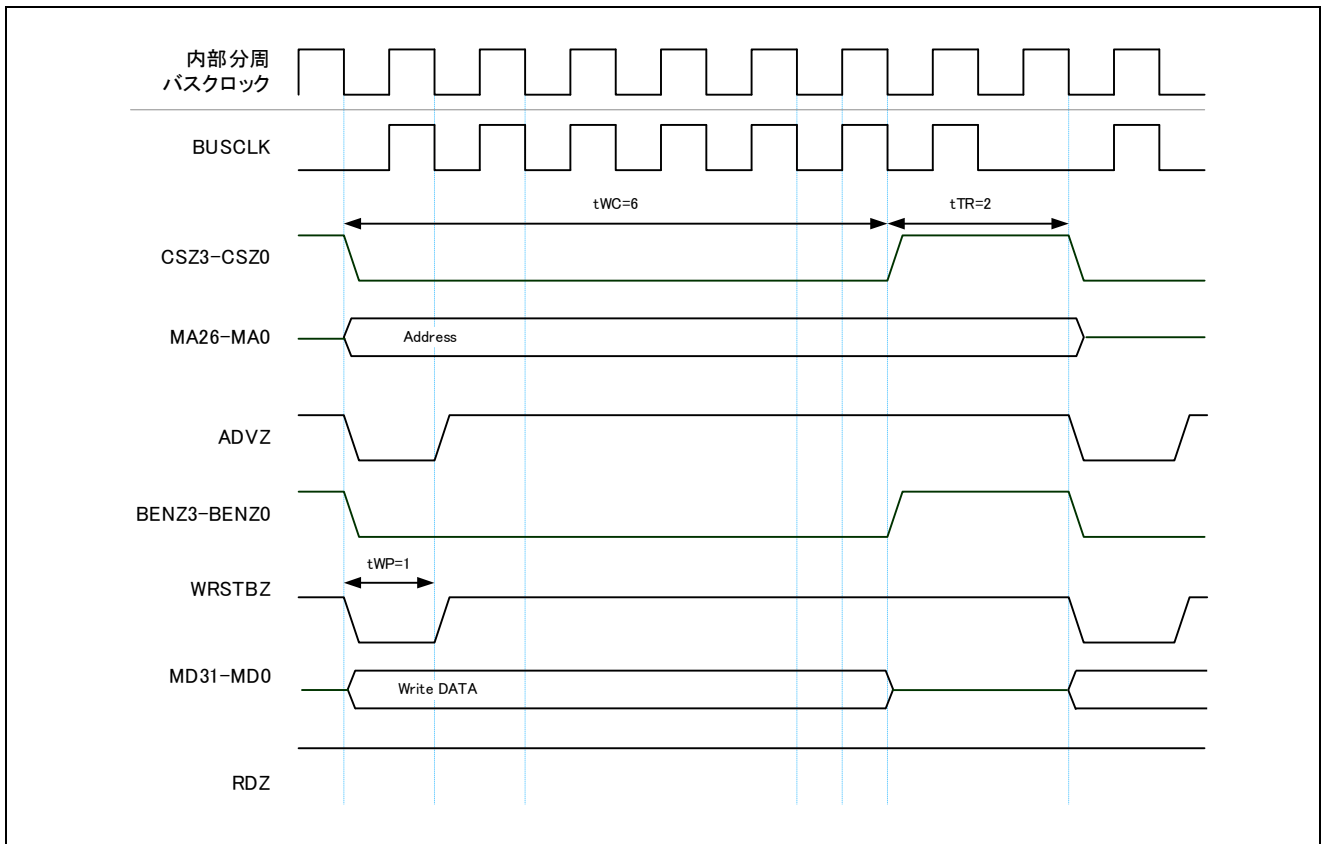 内部分周
バスクロック
BUSCLK
tWC=6
tTR=2
CSZ3-CSZ0
MA26-MA0
Address
ADVZ
BENZ3-BENZ0
tWP=1
WRSTBZ
MD31-MD0
Write DATA
RDZ